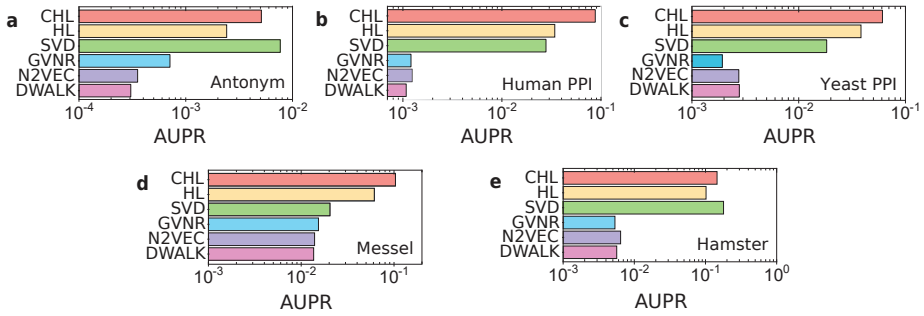 a
CHL
HL
SVD
GVNR
N2VEC
DWALK
Antonym
10⁻⁴ 10⁻³ 10⁻²
AUPR
b
CHL
HL
SVD
GVNR
N2VEC
DWALK
Human PPI
10⁻³ 10⁻² 10⁻¹
AUPR
c
CHL
HL
SVD
GVNR
N2VEC
DWALK
Yeast PPI
10⁻³ 10⁻² 10⁻¹
AUPR
d
CHL
HL
SVD
GVNR
N2VEC
DWALK
Messel
10⁻³ 10⁻² 10⁻¹
AUPR
e
CHL
HL
SVD
GVNR
N2VEC
DWALK
Hamster
10⁻³ 10⁻² 10⁻¹ 10⁰
AUPR